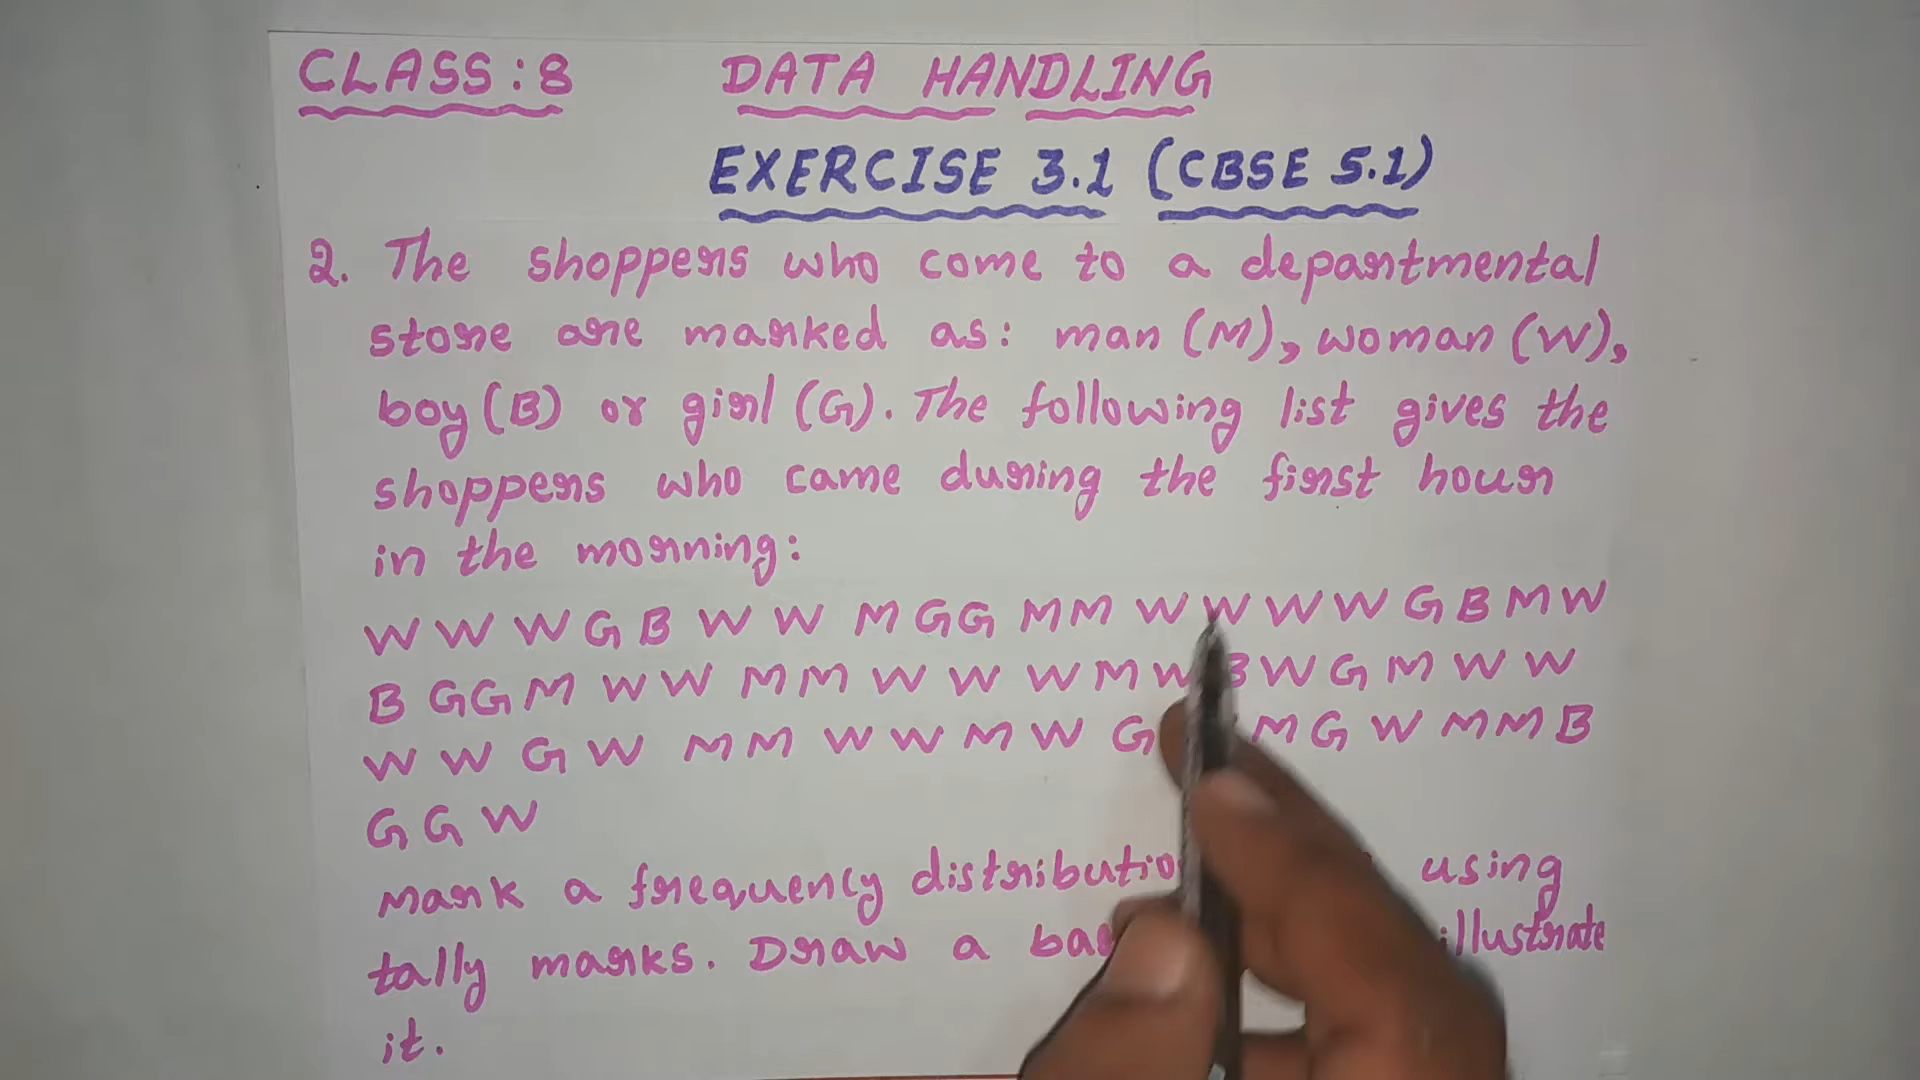 CLASS:8 DATA HANDLING
EXERCISE 3.1 (CBSE 5.1)
2. The shoppers who come to a departmental
store are marked as: man (M), woman (W),
boy (B) or girl (G). The following list gives the
shoppers who came during the first hour
in the morning:
W W W G B W W M G G M M W W W W G B M W
B G G M W W M M W W W M W B W G M W W
W W G W M M W W M W G M G W M M B
G G W
Mark a frequency distribution using
tally marks. Draw a illustrate
it.